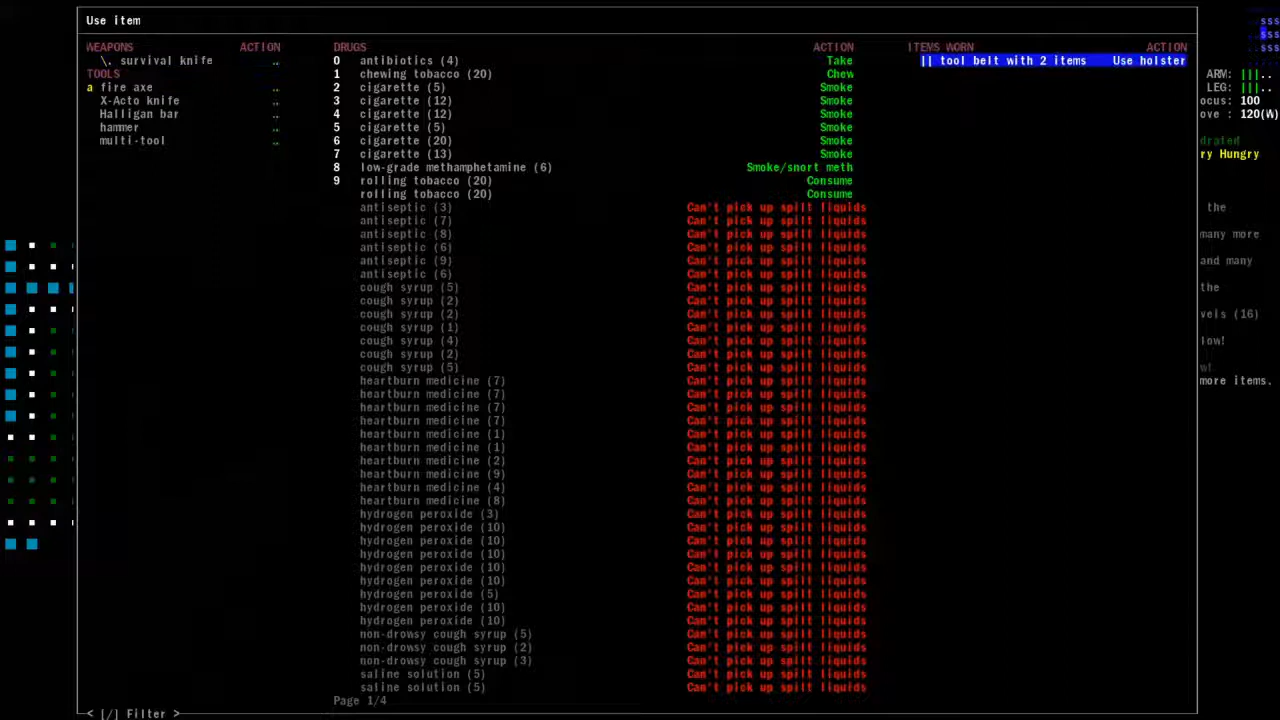 Use item
WEAPONS ACTION
\. survival knife ..
TOOLS
a fire axe ..
X-Acto knife ..
Halligan bar ..
hammer ..
multi-tool ..
DRUGS ACTION
0 antibiotics (4) Take
1 chewing tobacco (20) Chew
2 cigarette (5) Smoke
3 cigarette (12) Smoke
4 cigarette (12) Smoke
5 cigarette (5) Smoke
6 cigarette (20) Smoke
7 cigarette (13) Smoke
8 low-grade methamphetamine (6) Smoke/snort meth
9 rolling tobacco (20) Consume
rolling tobacco (20) Consume
antiseptic (3) Can't pick up spilt liquids
antiseptic (7) Can't pick up spilt liquids
antiseptic (8) Can't pick up spilt liquids
antiseptic (6) Can't pick up spilt liquids
antiseptic (9) Can't pick up spilt liquids
antiseptic (6) Can't pick up spilt liquids
cough syrup (5) Can't pick up spilt liquids
cough syrup (2) Can't pick up spilt liquids
cough syrup (2) Can't pick up spilt liquids
cough syrup (1) Can't pick up spilt liquids
cough syrup (4) Can't pick up spilt liquids
cough syrup (2) Can't pick up spilt liquids
cough syrup (5) Can't pick up spilt liquids
heartburn medicine (7) Can't pick up spilt liquids
heartburn medicine (7) Can't pick up spilt liquids
heartburn medicine (7) Can't pick up spilt liquids
heartburn medicine (7) Can't pick up spilt liquids
heartburn medicine (1) Can't pick up spilt liquids
heartburn medicine (1) Can't pick up spilt liquids
heartburn medicine (2) Can't pick up spilt liquids
heartburn medicine (9) Can't pick up spilt liquids
heartburn medicine (4) Can't pick up spilt liquids
heartburn medicine (8) Can't pick up spilt liquids
hydrogen peroxide (3) Can't pick up spilt liquids
hydrogen peroxide (10) Can't pick up spilt liquids
hydrogen peroxide (10) Can't pick up spilt liquids
hydrogen peroxide (10) Can't pick up spilt liquids
hydrogen peroxide (10) Can't pick up spilt liquids
hydrogen peroxide (10) Can't pick up spilt liquids
hydrogen peroxide (5) Can't pick up spilt liquids
hydrogen peroxide (10) Can't pick up spilt liquids
hydrogen peroxide (10) Can't pick up spilt liquids
non-drowsy cough syrup (5) Can't pick up spilt liquids
non-drowsy cough syrup (2) Can't pick up spilt liquids
non-drowsy cough syrup (3) Can't pick up spilt liquids
saline solution (5) Can't pick up spilt liquids
saline solution (5) Can't pick up spilt liquids
Page 1/4
ITEMS WORN ACTION
|| tool belt with 2 items Use holster
< [/] Filter >
sss
sss
sss
ARM: |||..
LEG: |||..
ocus: 100
ove : 120(W)
drated
ry Hungry
the
many more
and many
the
vels (16)
low!
w!
more items.